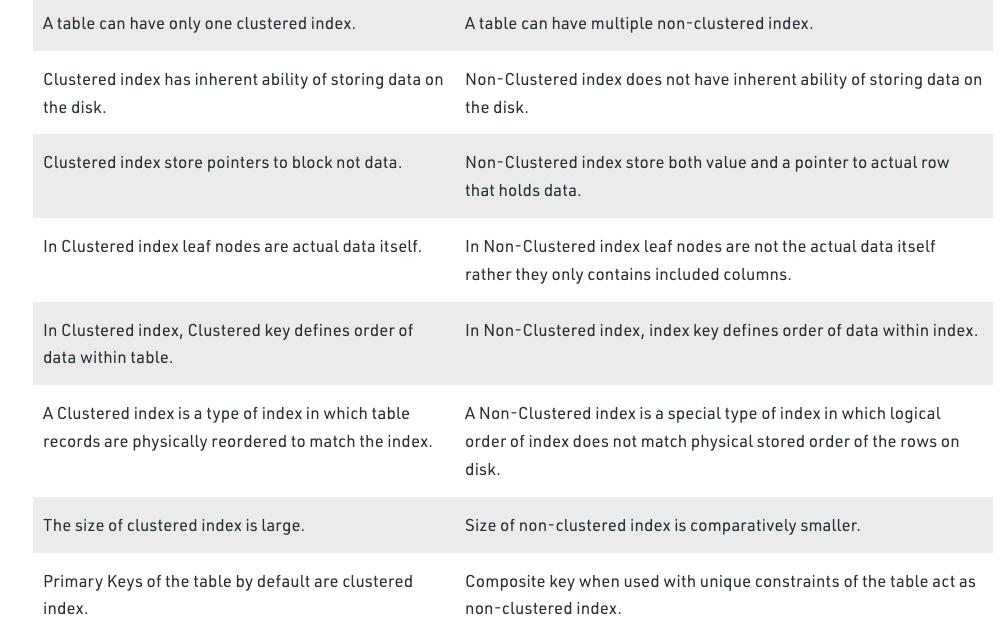 A table can have only one clustered index.
A table can have multiple non-clustered index.
Clustered index has inherent ability of storing data on
the disk.
Non-Clustered index does not have inherent ability of storing data on
the disk.
Clustered index store pointers to block not data.
Non-Clustered index store both value and a pointer to actual row
that holds data.
In Clustered index leaf nodes are actual data itself.
In Non-Clustered index leaf nodes are not the actual data itself
rather they only contains included columns.
In Clustered index, Clustered key defines order of
data within table.
In Non-Clustered index, index key defines order of data within index.
A Clustered index is a type of index in which table
records are physically reordered to match the index.
A Non-Clustered index is a special type of index in which logical
order of index does not match physical stored order of the rows on
disk.
The size of clustered index is large.
Size of non-clustered index is comparatively smaller.
Primary Keys of the table by default are clustered
index.
Composite key when used with unique constraints of the table act as
non-clustered index.